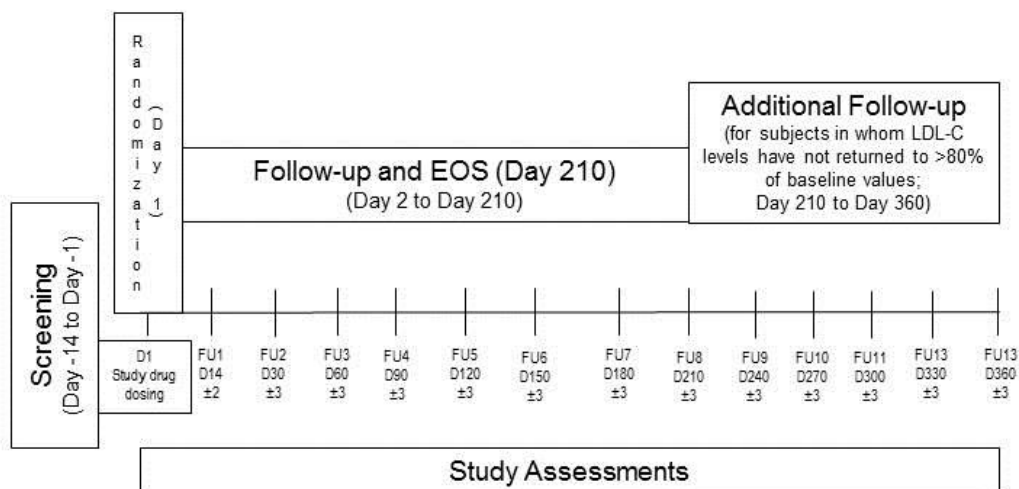 Randomization
(Day 1)
Additional Follow-up
(for subjects in whom LDL-C
levels have not returned to >80%
of baseline values;
Day 210 to Day 360)
Follow-up and EOS (Day 210)
(Day 2 to Day 210)
Screening
(Day -14 to Day -1)
D1
Study drug
dosing
FU1
D14
±2
FU2
D30
±3
FU3
D60
±3
FU4
D90
±3
FU5
D120
±3
FU6
D150
±3
FU7
D180
±3
FU8
D210
±3
FU9
D240
±3
FU10
D270
±3
FU11
D300
±3
FU13
D330
±3
FU13
D360
±3
Study Assessments